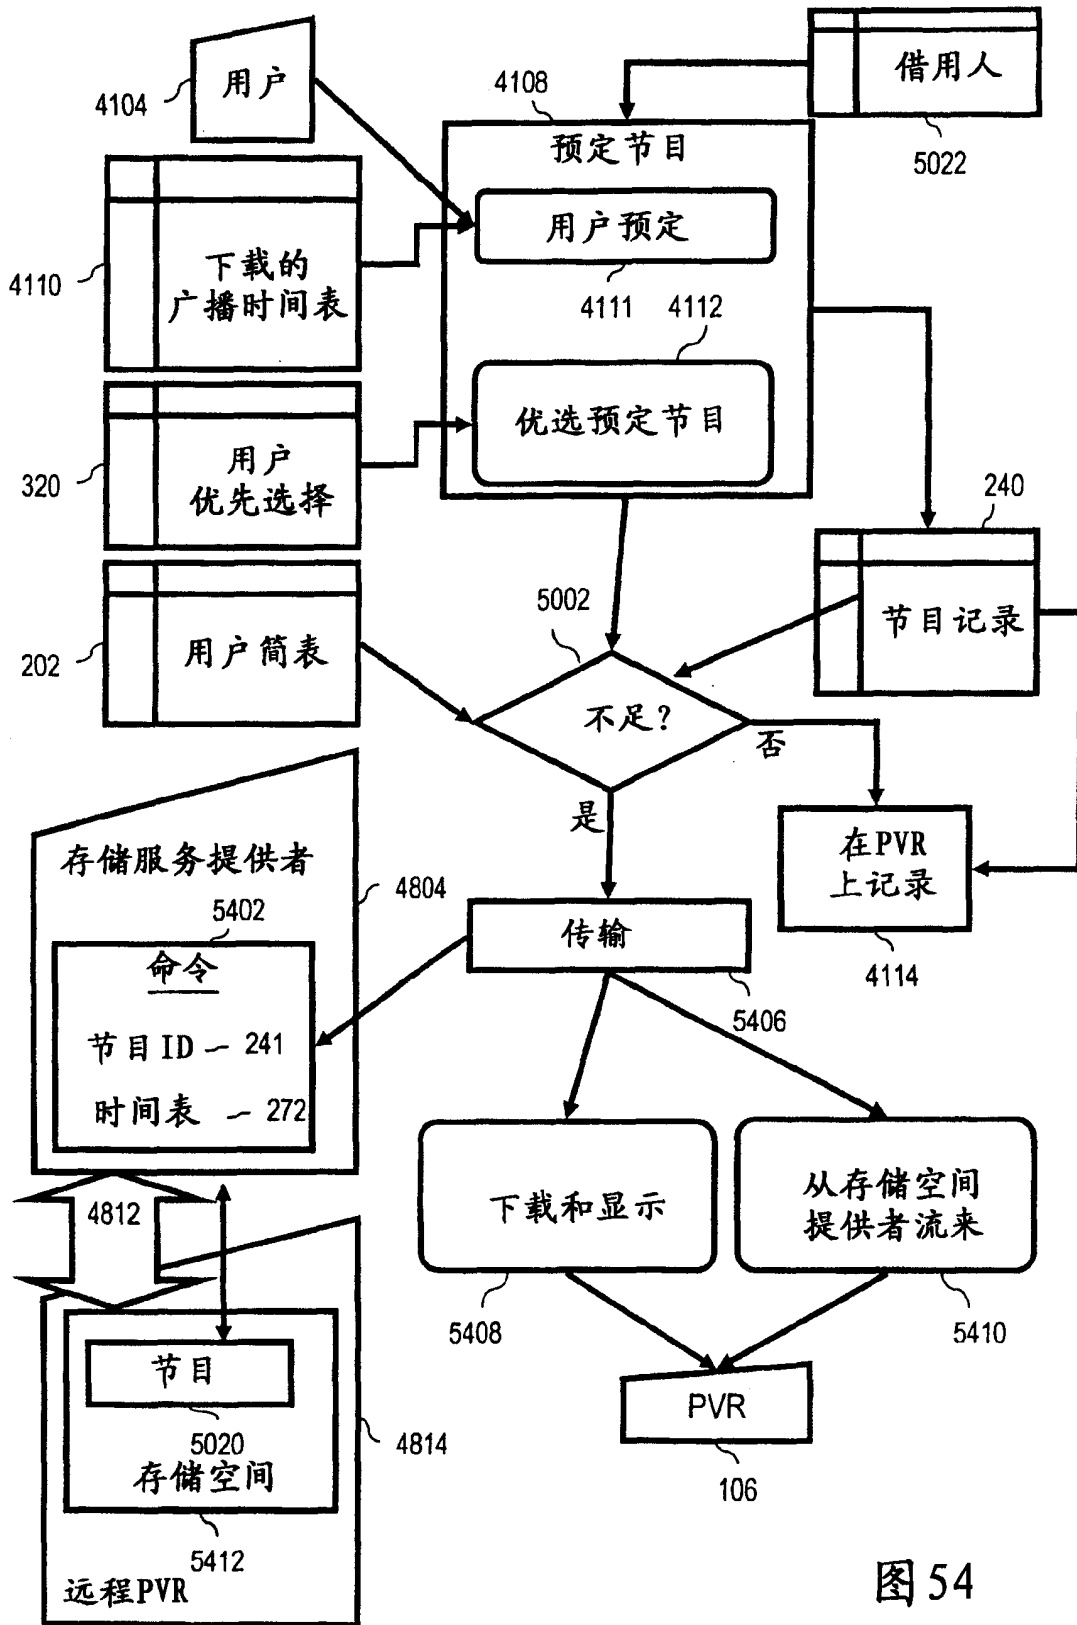 用户
4104
4108
借用人
5022
预定节目
用户预定
4111
4112
下载的
广播时间表
4110
优选预定节目
用户
优先选择
320
240
节目记录
5002
用户简表
202
不足?
否
是
在PVR
上记录
4114
存储服务提供者
4804
5402
命令
节目ID
241
时间表
272
传输
5406
4812
下载和显示
5408
从存储空间
提供者流来
5410
节目
5020
存储空间
4814
5412
远程PVR
PVR
106
图 54